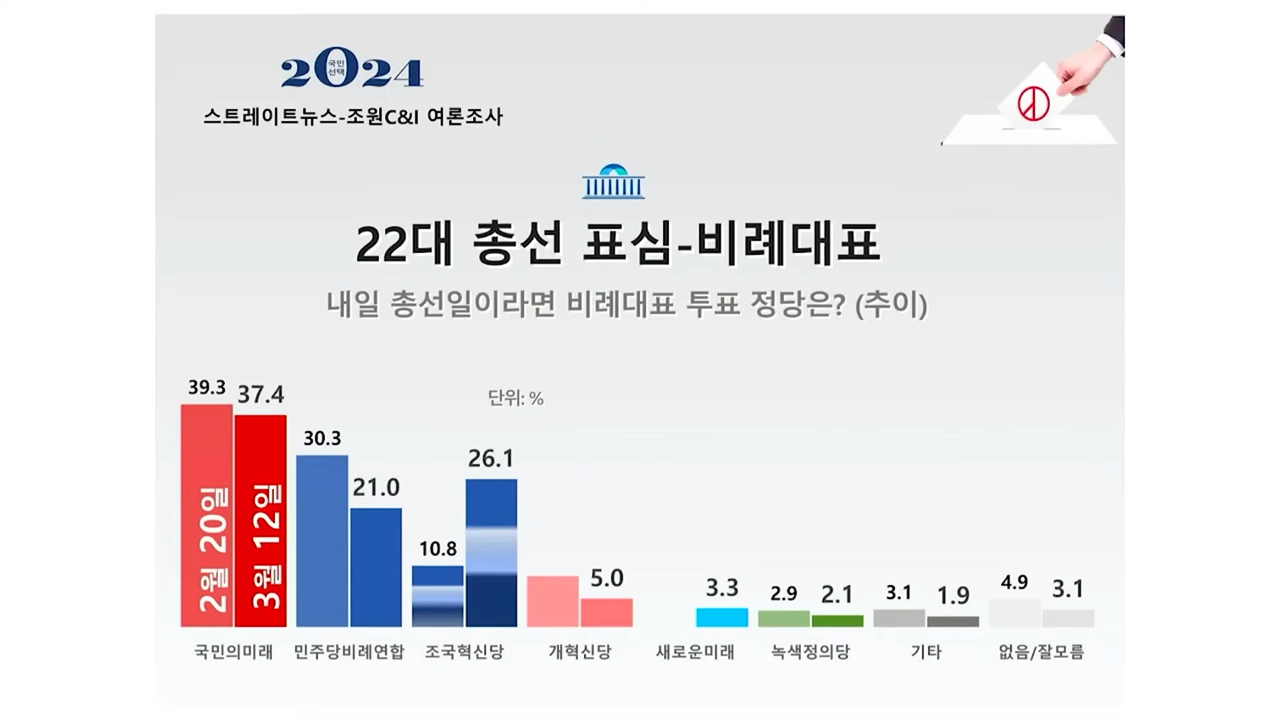 2024
국민
선택
스트레이트뉴스-조원C&I 여론조사
22대 총선 표심-비례대표
내일 총선일이라면 비례대표 투표 정당은? (추이)
단위: %
39.3 37.4 30.3 21.0 10.8 26.1 5.0 3.3 2.9 2.1 3.1 1.9 4.9 3.1
2월 20일
3월 12일
국민의미래 민주당비례연합 조국혁신당 개혁신당 새로운미래 녹색정의당 기타 없음/잘모름